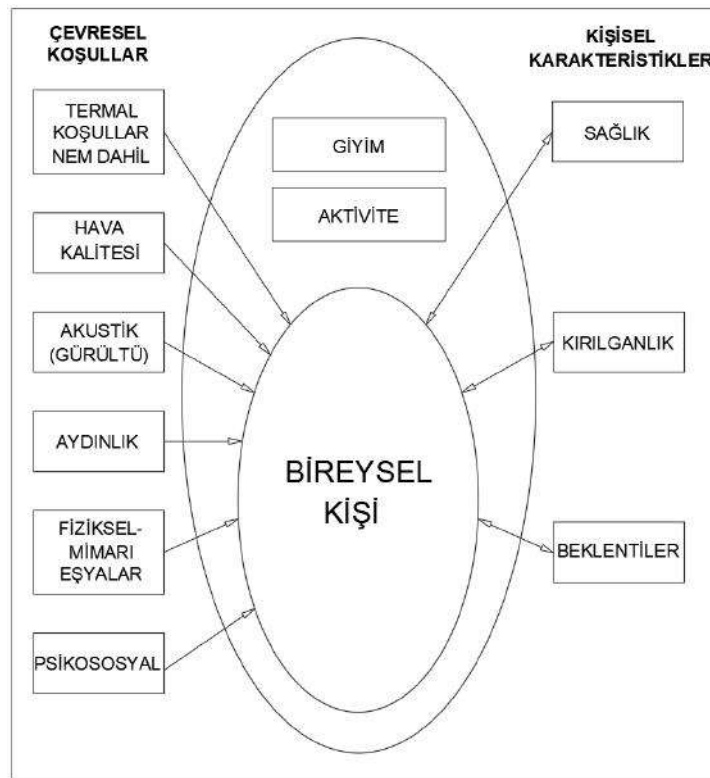 ÇEVRESEL
KOŞULLAR
TERMAL
KOŞULLAR
NEM DAHİL
HAVA
KALİTESİ
AKUSTİK
(GÜRÜLTÜ)
AYDINLIK
FİZİKSEL-
MİMARI
EŞYALAR
PSİKOSOSYAL
GİYİM
AKTİVİTE
BİREYSEL
KİŞİ
KİŞİSEL
KARAKTERİSTİKLER
SAĞLIK
KIRILGANLIK
BEKLENTİLER